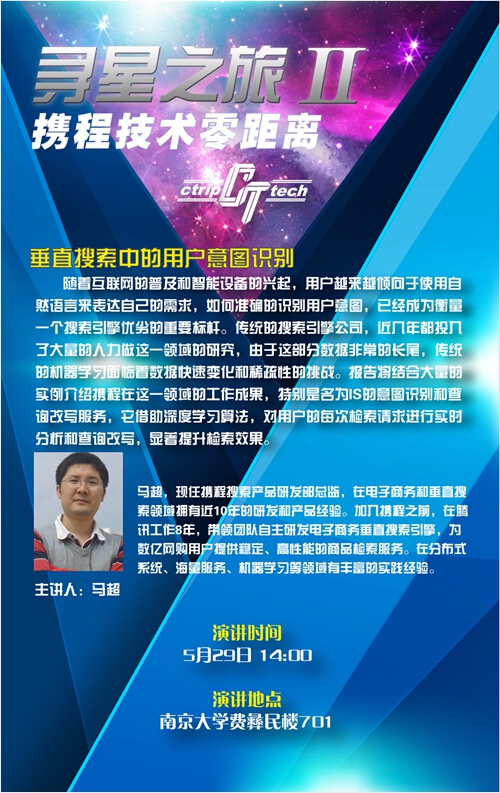 寻星之旅 II
携程技术零距离
ctrip CT tech
垂直搜索中的用户意图识别
随着互联网的普及和智能设备的兴起，用户越来越倾向于使用自
然语言来表达自己的需求，如何准确的识别用户意图，已经成为衡量
一个搜索引擎优劣的重要标杆。传统的搜索引擎公司，近几年都投入
了大量的人力做这一领域的研究，由于这部分数据非常的长尾，传统
的机器学习面临着数据快速变化和稀疏性的挑战。报告将结合大量的
实例介绍携程在这一领域的工作成果，特别是名为IS的意图识别和查
询改写服务，它借助深度学习算法，对用户的每次检索请求进行实时
分析和查询改写，显著提升检索效果。
马超，现任携程搜索产品研发部总监，在电子商务和垂直搜
索领域拥有近10年的研发和产品经验。加入携程之前，在腾
讯工作8年，带领团队自主研发电子商务垂直搜索引擎，为
数亿网购用户提供稳定、高性能的商品检索服务。在分布式
系统、海量服务、机器学习等领域有丰富的实践经验。
主讲人：马超
演讲时间
5月29日 14:00
演讲地点
南京大学费彝民楼701